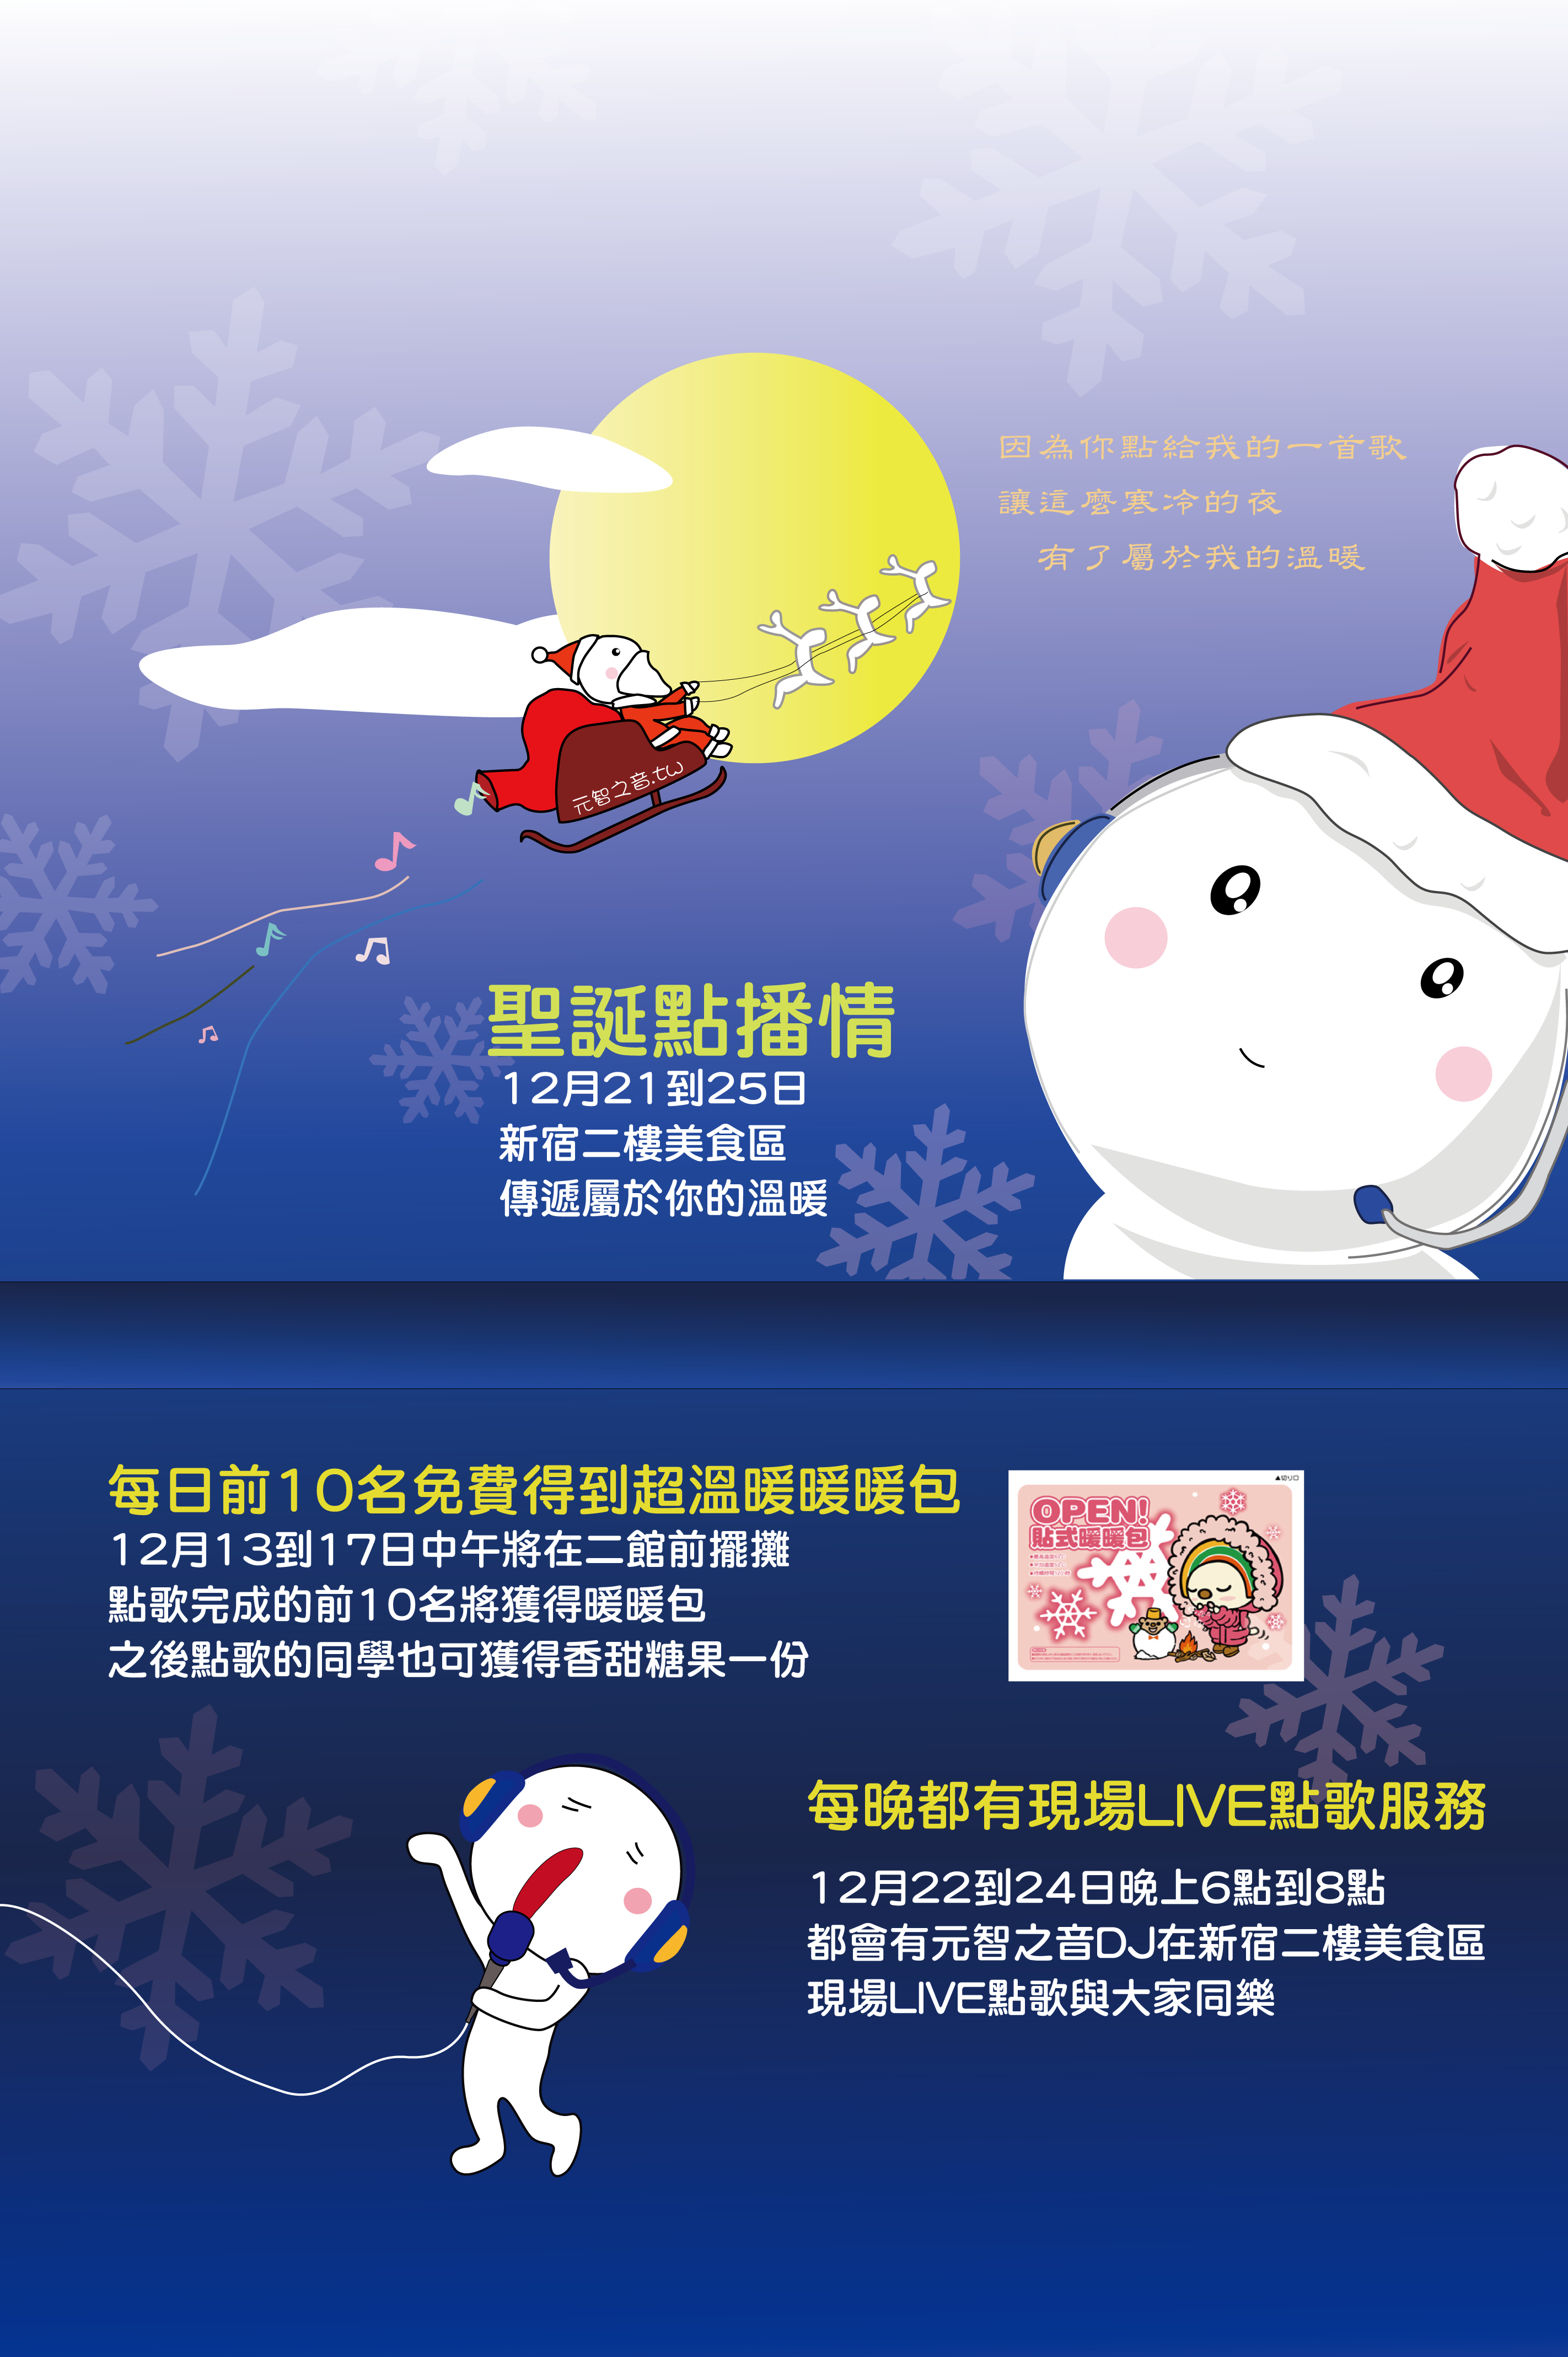 因為你點給我的一首歌
讓這麼寒冷的夜
有了屬於我的溫暖
元智之音.tw
聖誕點播情
12月21到25日
新宿二樓美食區
傳遞屬於你的溫暖
每日前10名免費得到超溫暖暖暖包
12月13到17日中午將在二館前擺攤
點歌完成的前10名將獲得暖暖包
之後點歌的同學也可獲得香甜糖果一份
▲切り口
OPEN!
貼式暖暖包
每晚都有現場LIVE點歌服務
12月22到24日晚上6點到8點
都會有元智之音DJ在新宿二樓美食區
現場LIVE點歌與大家同樂